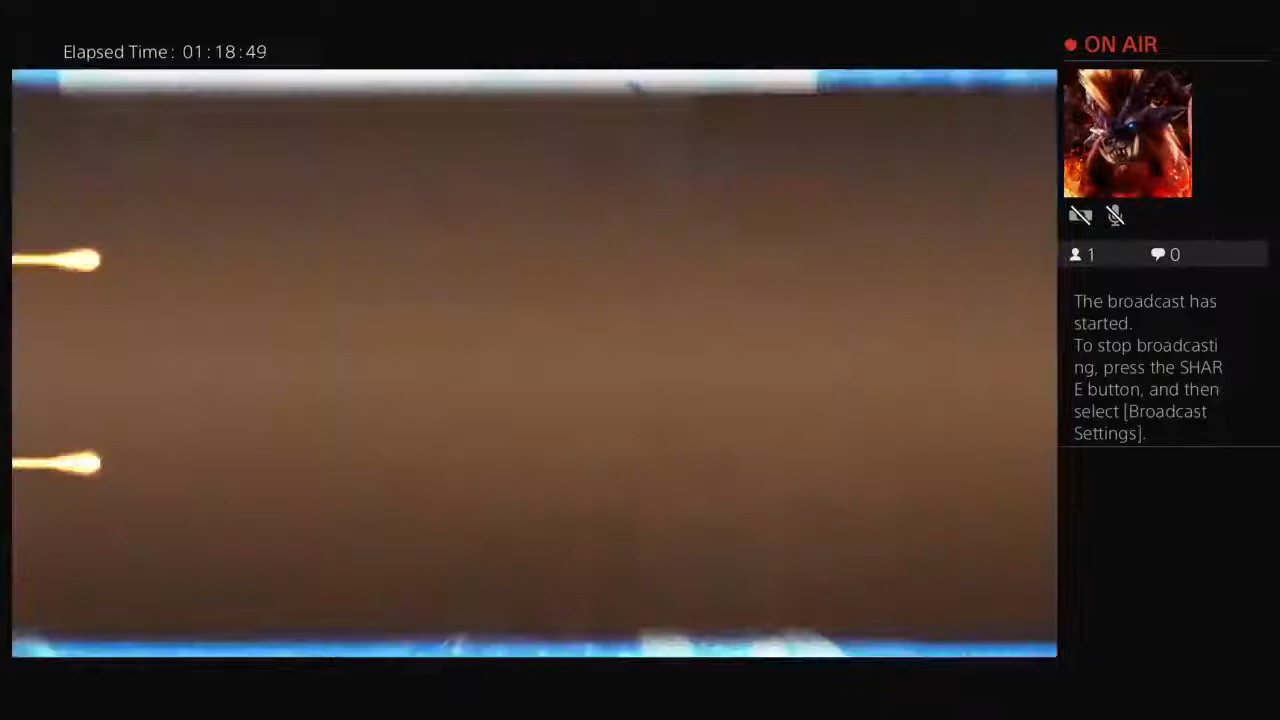 Elapsed Time: 01:18:49
ON AIR
1
0
The broadcast has
started.
To stop broadcasti
ng, press the SHAR
E button, and then
select [Broadcast
Settings].